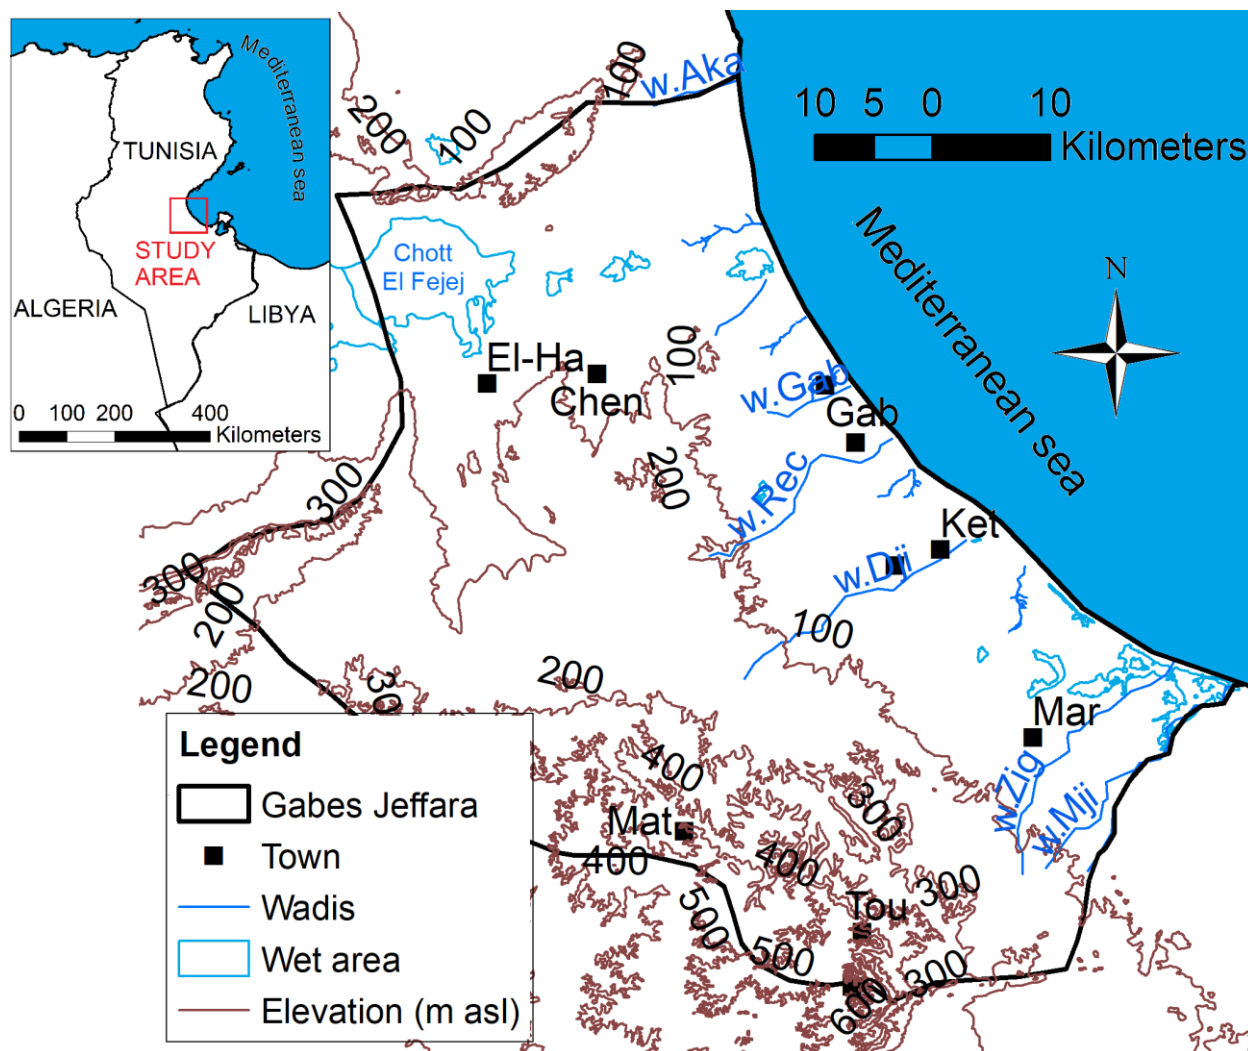 Mediterranean sea
TUNISIA
STUDY
AREA
ALGERIA
LIBYA
0 100 200 400
Kilometers
w.Aka
100
200
100
10 5 0 10
Kilometers
Mediterranean sea
N
Chott
El Fejej
El-Ha
Chen
100
w.Gab
Gab
200
w.Rec
300
Ket
w.Dji
300
200
100
200
30
200
Mar
400
w.Zig
w.Mji
300
Mat
400
400
300
Tou
500
500
300
600
Legend
Gabes Jeffara
Town
Wadis
Wet area
Elevation (m asl)